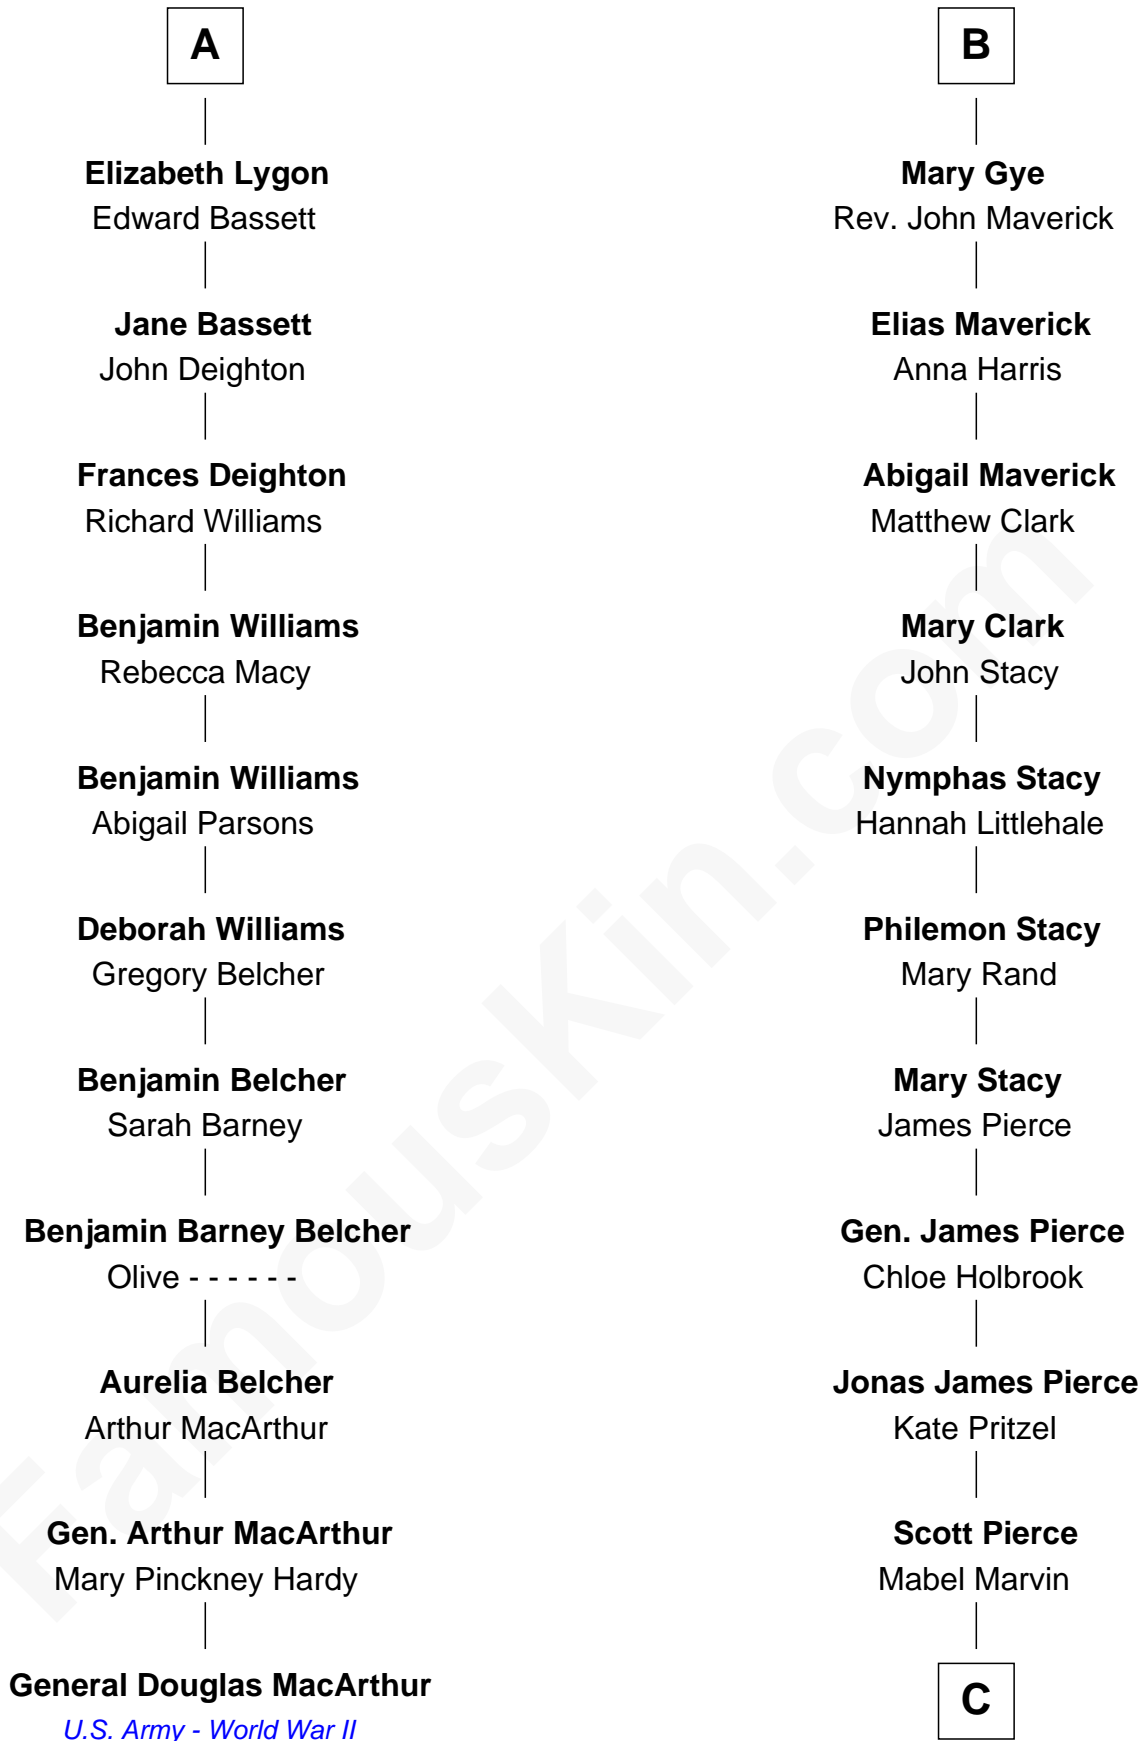 A
Elizabeth Lygon
Edward Bassett
Jane Bassett
John Deighton
Frances Deighton
Richard Williams
Benjamin Williams
Rebecca Macy
Benjamin Williams
Abigail Parsons
Deborah Williams
Gregory Belcher
Benjamin Belcher
Sarah Barney
Benjamin Barney Belcher
Olive - - - - - -
Aurelia Belcher
Arthur MacArthur
Gen. Arthur MacArthur
Mary Pinckney Hardy
General Douglas MacArthur
U.S. Army - World War II
B
Mary Gye
Rev. John Maverick
Elias Maverick
Anna Harris
Abigail Maverick
Matthew Clark
Mary Clark
John Stacy
Nymphas Stacy
Hannah Littlehale
Philemon Stacy
Mary Rand
Mary Stacy
James Pierce
Gen. James Pierce
Chloe Holbrook
Jonas James Pierce
Kate Pritzel
Scott Pierce
Mabel Marvin
C
FamousKin.com